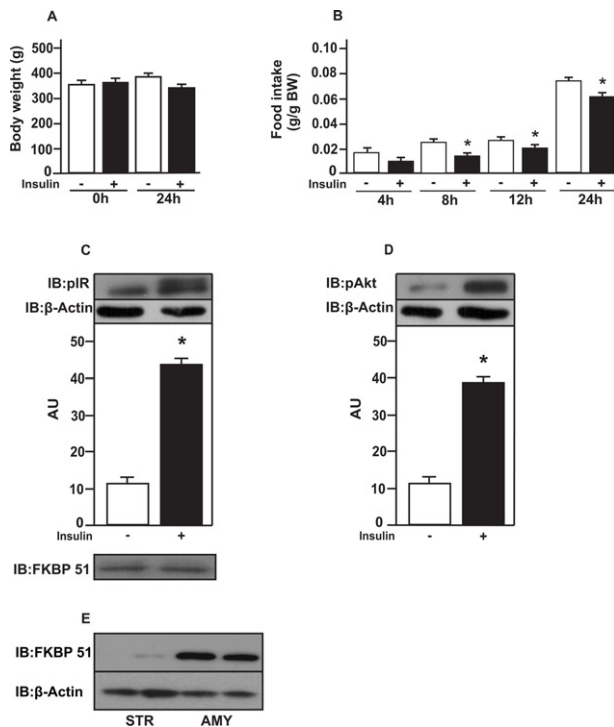 A
Body weight (g)
500
400
300
200
100
0
Insulin - + - +
0h 24h
B
Food intake
(g/g BW)
0.10
0.08
0.06
0.04
0.02
0.00
* * *
Insulin - + - + - + - +
4h 8h 12h 24h
C
IB:pIR
IB:β-Actin
AU
50
40
30
20
10
0
*
Insulin - +
IB:FKBP 51
D
IB:pAkt
IB:β-Actin
AU
50
40
30
20
10
0
*
Insulin - +
E
IB:FKBP 51
IB:β-Actin
STR AMY